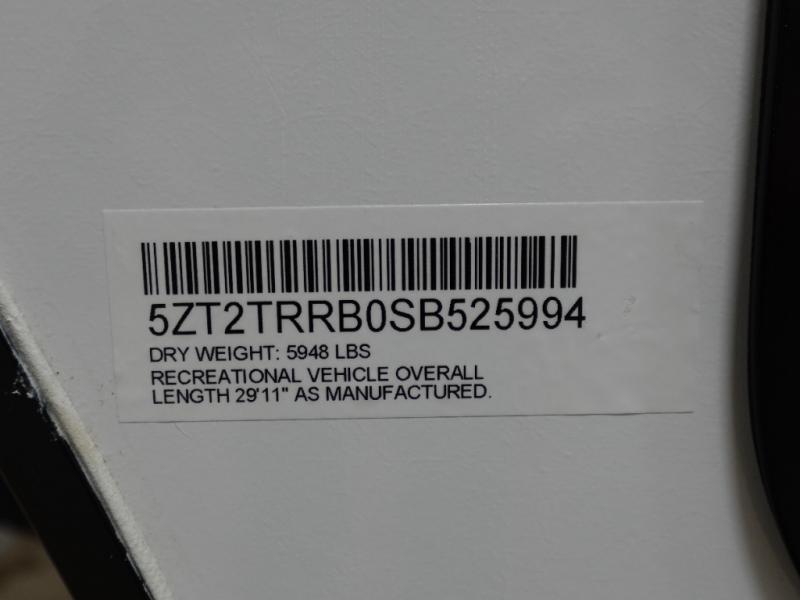 5ZT2TRRB0SB525994
DRY WEIGHT: 5948 LBS
RECREATIONAL VEHICLE OVERALL
LENGTH 29'11" AS MANUFACTURED.